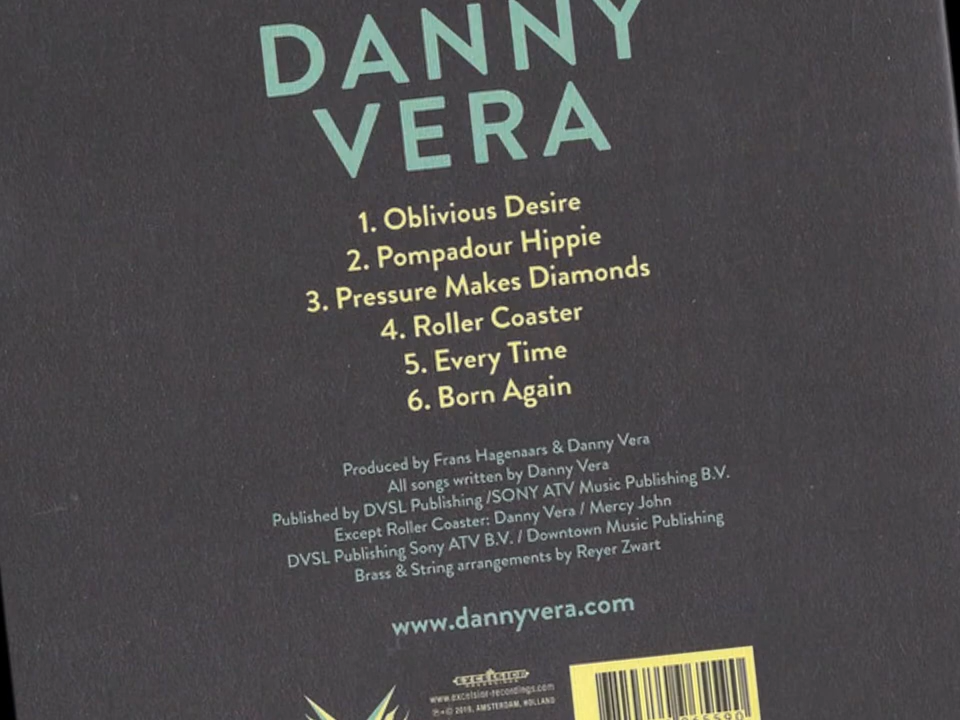 DANNY
VERA
1. Oblivious Desire
2. Pompadour Hippie
3. Pressure Makes Diamonds
4. Roller Coaster
5. Every Time
6. Born Again
Produced by Frans Hagenaars & Danny Vera
All songs written by Danny Vera
Published by DVSL Publishing /SONY ATV Music Publishing B.V.
Except Roller Coaster: Danny Vera / Mercy John
DVSL Publishing Sony ATV B.V. / Downtown Music Publishing
Brass & String arrangements by Reyer Zwart
www.dannyvera.com
EXCELSIOR
RECORDINGS
www.excelsior-recordings.com
℗+© 2019, AMSTERDAM, HOLLAND